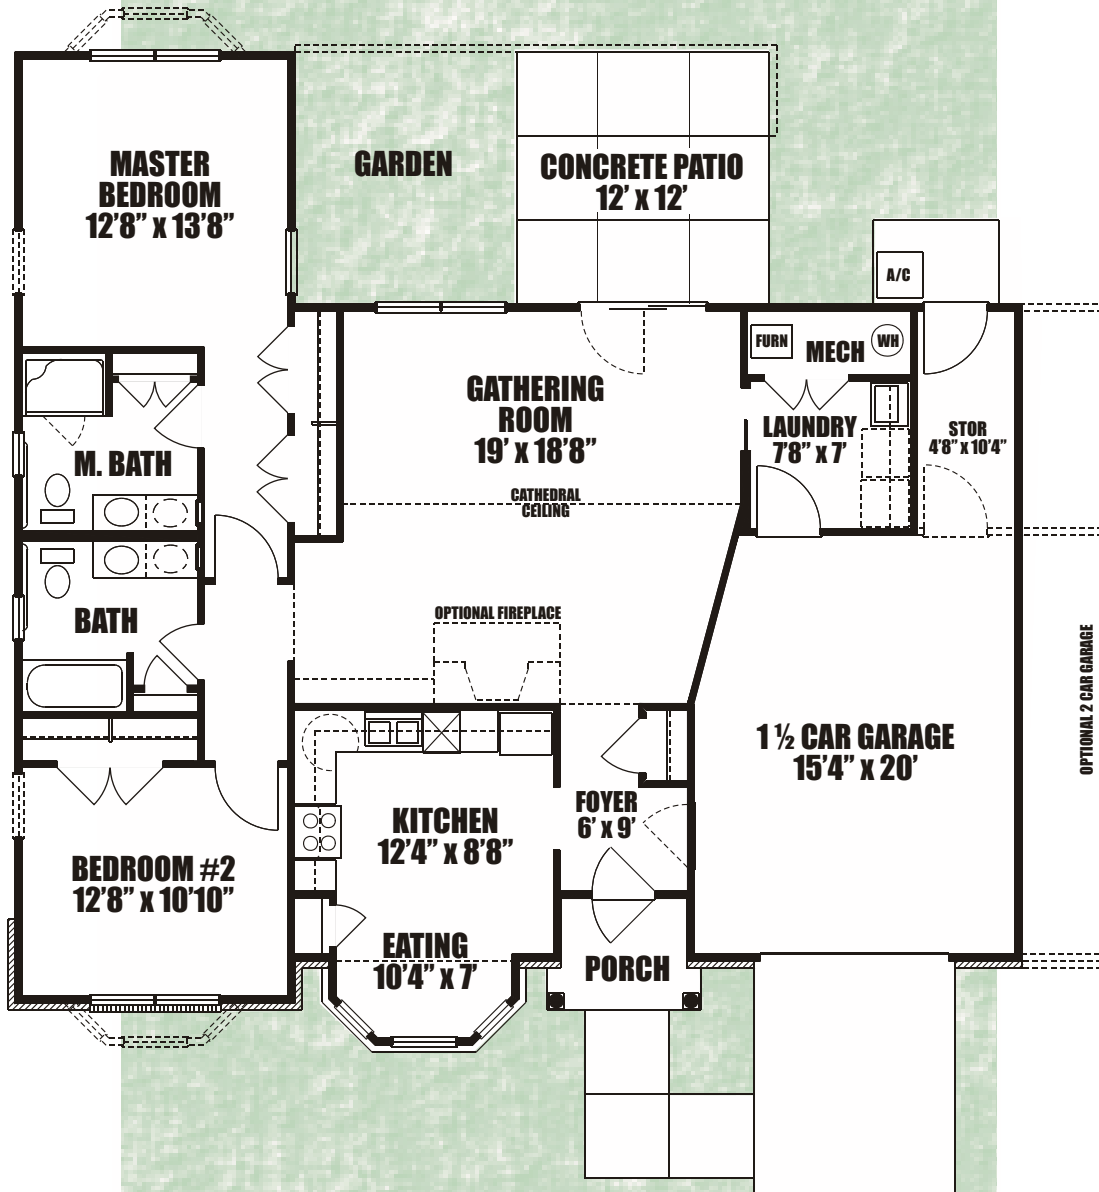 MASTER
BEDROOM
12'8" x 13'8"
GARDEN
CONCRETE PATIO
12' x 12'
A/C
FURN
MECH
WH
GATHERING
ROOM
19' x 18'8"
LAUNDRY
7'8" x 7'
STOR
4'8" x 10'4"
M. BATH
CATHEDRAL
CEILING
BATH
OPTIONAL FIREPLACE
OPTIONAL 2 CAR GARAGE
1 ½ CAR GARAGE
15'4" x 20'
FOYER
6' x 9'
KITCHEN
12'4" x 8'8"
BEDROOM #2
12'8" x 10'10"
EATING
10'4" x 7'
PORCH